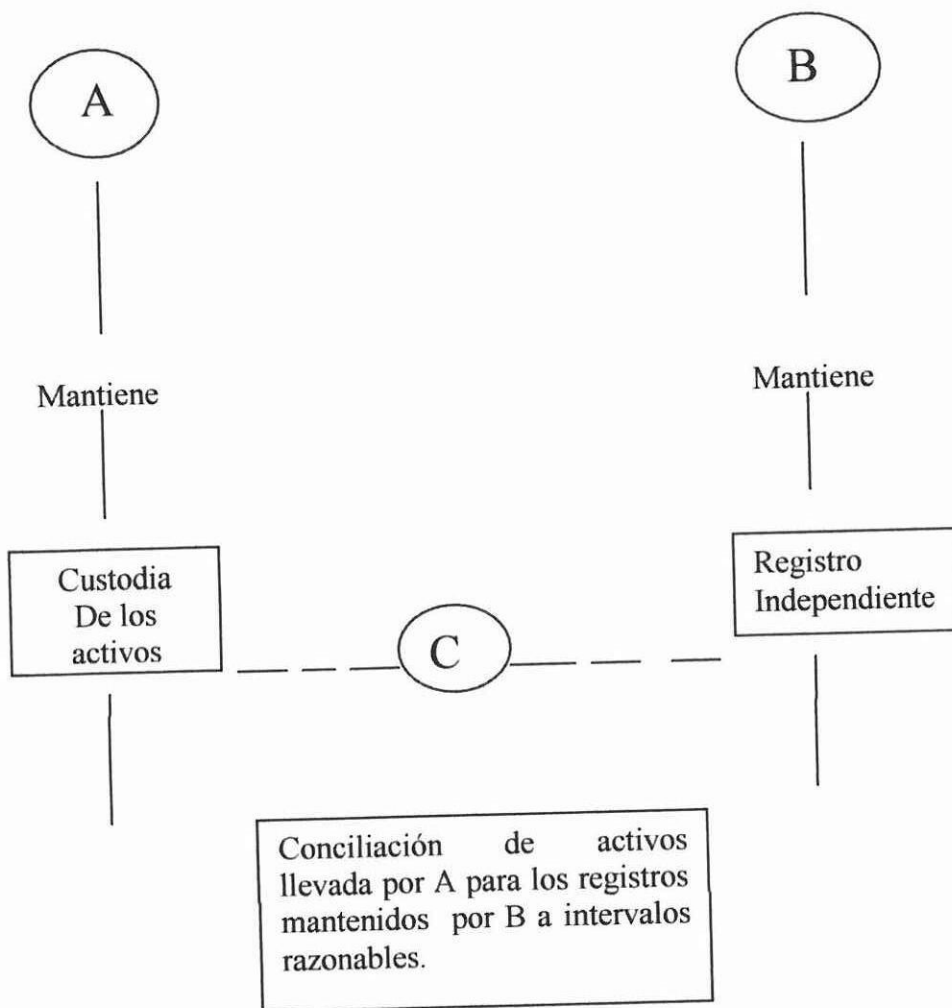 A
B
Mantiene
Mantiene
Custodia
De los
activos
Registro
Independiente
C
Conciliación de activos
llevada por A para los registros
mantenidos por B a intervalos
razonables.